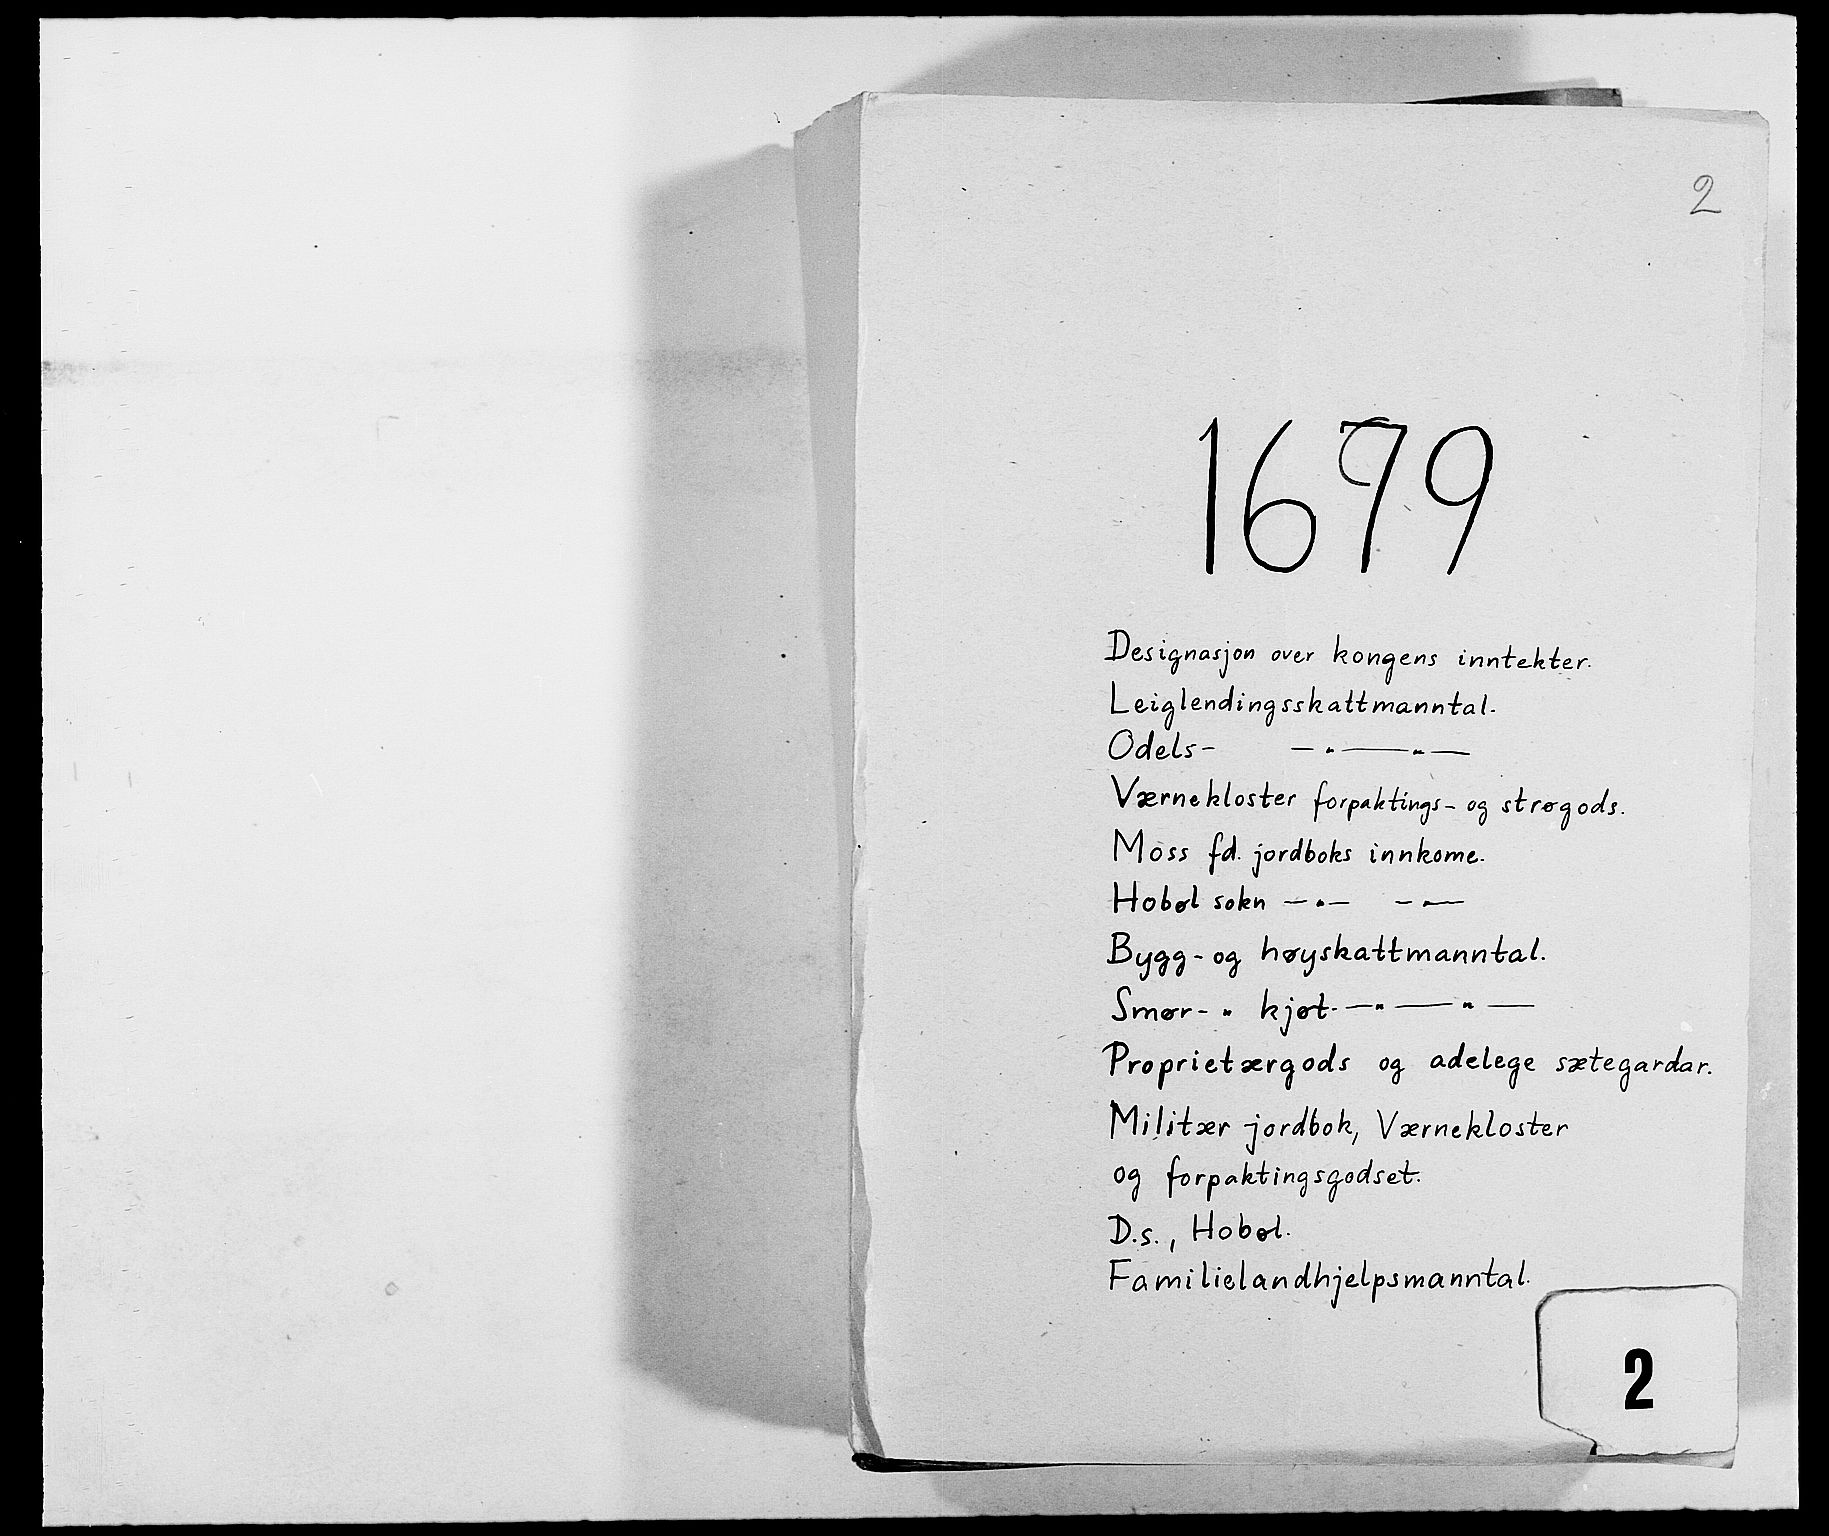 2
1679
Designasjon over kongens inntekter.
Leiglendingsskattmanntal.
Odels- —"——"—
Værnekloster forpaktings- og strøgods.
Moss fd. jordboks innkome.
Hobøl sokn —"— —"—
Bygg- og høyskattmanntal.
Smør- " kjøt- —"——"—
Proprietærgods og adelege sætegardar.
Militær jordbok, Værnekloster
og forpaktingsgodset.
D.s., Hobøl.
Familielandhjelpsmanntal.
2